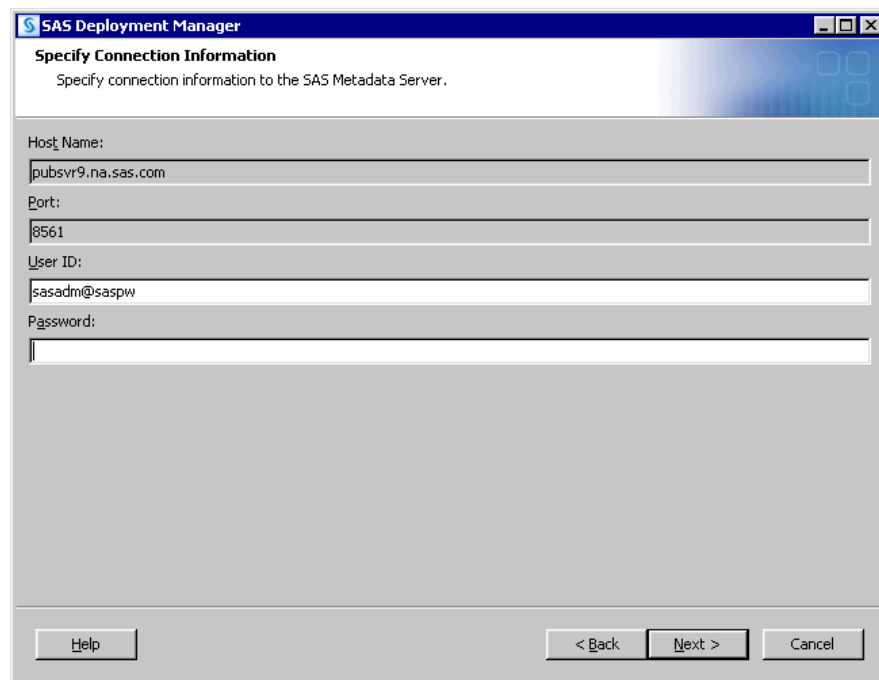 SAS Deployment Manager
Specify Connection Information
Specify connection information to the SAS Metadata Server.
Host Name:
pubsvr9.na.sas.com
Port:
8561
User ID:
sasadm@saspw
Password:
Help
< Back
Next >
Cancel